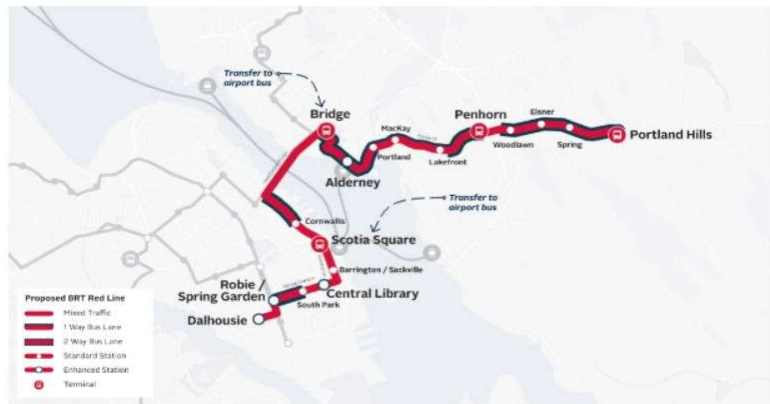 Transfer to
airport bus
Bridge
Penhorn
Elsner
MacKay
Portland Hills
Portland
Woodlawn
Spring
Lakefront
Alderney
Transfer to
airport bus
Cornwallis
Scotia Square
Barrington / Sackville
Robie /
Spring Garden
Central Library
South Park
Dalhousie
Proposed BRT Red Line
Mixed Traffic
1 Way Bus Lane
2 Way Bus Lane
Standard Station
Enhanced Station
Terminal